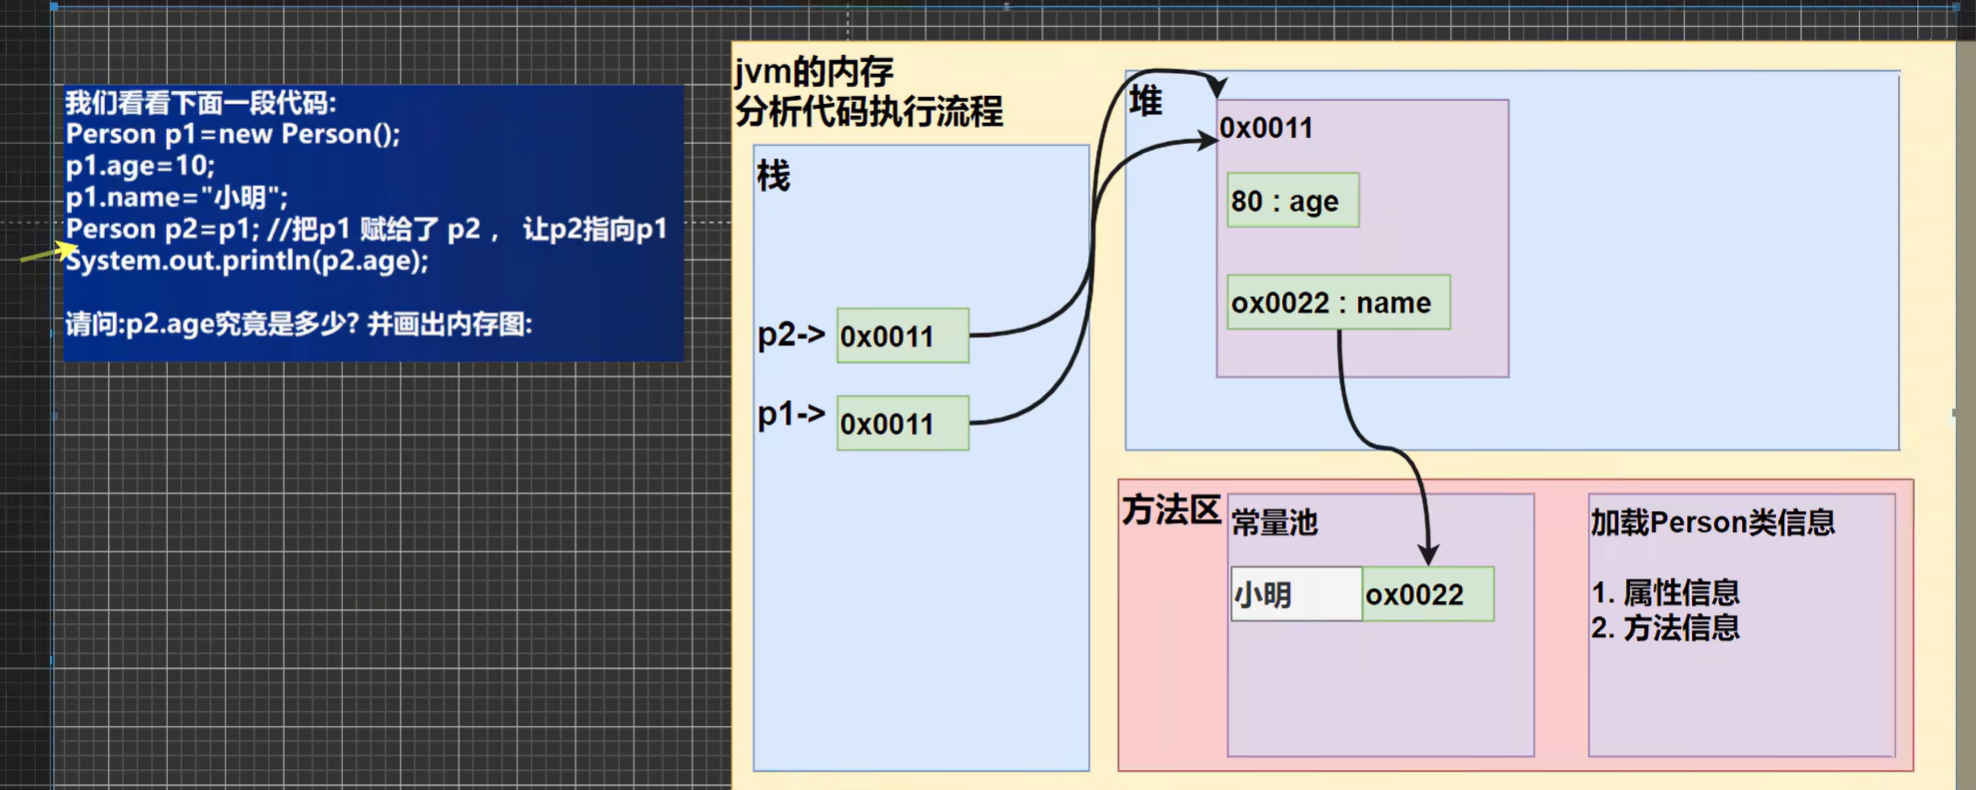 我们看看下面一段代码:
Person p1=new Person();
p1.age=10;
p1.name="小明";
Person p2=p1; //把p1 赋给了 p2 ， 让p2指向p1
System.out.println(p2.age);
请问:p2.age究竟是多少? 并画出内存图:
jvm的内存
分析代码执行流程
栈
p2->
0x0011
p1->
0x0011
堆
0x0011
80 : age
ox0022 : name
方法区
常量池
小明
ox0022
加载Person类信息
1. 属性信息
2. 方法信息